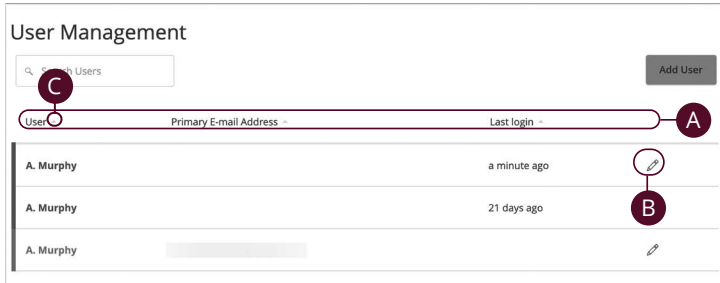 User Management
Search Users
Add User
C
User Primary E-mail Address Last login
A
A. Murphy a minute ago
B
A. Murphy 21 days ago
A. Murphy